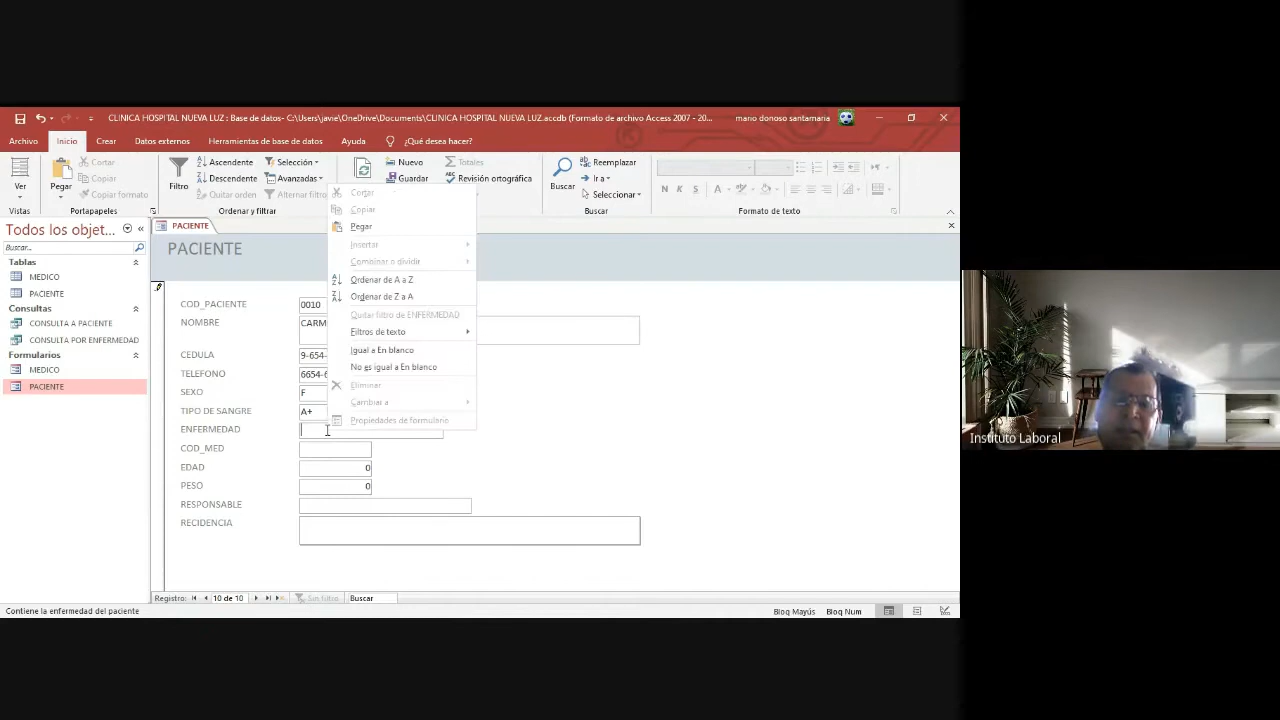 CLINICA HOSPITAL NUEVA LUZ : Base de datos- C:\Users\javie\OneDrive\Documents\CLINICA HOSPITAL NUEVA LUZ.accdb (Formato de archivo Access 2007 - 20...
mario donoso santamaria
Archivo Inicio Crear Datos externos Herramientas de base de datos Ayuda ¿Qué desea hacer?
Ver
Vistas
Pegar
Cortar
Copiar
Copiar formato
Portapapeles
Filtro
Ascendente
Descendente
Quitar orden
Selección
Avanzadas
Alternar filtro
Ordenar y filtrar
Nuevo
Guardar
Totales
Revisión ortográfica
Buscar
Reemplazar
Ir a
Seleccionar
Buscar
N K S
Formato de texto
Todos los objet...
Buscar...
Tablas
MEDICO
PACIENTE
Consultas
CONSULTA A PACIENTE
CONSULTA POR ENFERMEDAD
Formularios
MEDICO
PACIENTE
PACIENTE
PACIENTE
COD_PACIENTE 0010
NOMBRE CARM
CEDULA 9-654-
TELEFONO 6654-6
SEXO F
TIPO DE SANGRE A+
ENFERMEDAD
COD_MED
EDAD 0
PESO 0
RESPONSABLE
RECIDENCIA
Cortar
Copiar
Pegar
Insertar
Combinar o dividir
Ordenar de A a Z
Ordenar de Z a A
Quitar filtro de ENFERMEDAD
Filtros de texto
Igual a En blanco
No es igual a En blanco
Eliminar
Cambiar a
Propiedades de formulario
Registro: 10 de 10 Sin filtro Buscar
Contiene la enfermedad del paciente
Bloq Mayús Bloq Num
Instituto Laboral